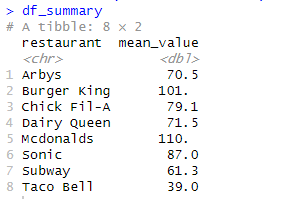 > df_summary
# A tibble: 8 × 2
restaurant mean_value
<chr> <dbl>
1 Arbys 70.5
2 Burger King 101.
3 Chick Fil-A 79.1
4 Dairy Queen 71.5
5 Mcdonalds 110.
6 Sonic 87.0
7 Subway 61.3
8 Taco Bell 39.0